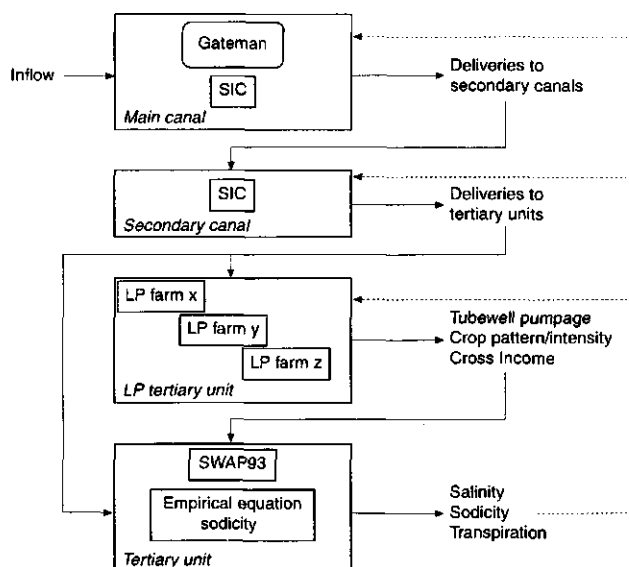 Gateman
Inflow
SIC
Main canal
Deliveries to
secondary canals
SIC
Secondary canal
Deliveries to
tertiary units
LP farm x
LP farm y
LP farm z
LP tertiary unit
Tubewell pumpage
Crop pattern/intensity
Cross Income
SWAP93
Empirical equation
sodicity
Tertiary unit
Salinity
Sodicity
Transpiration